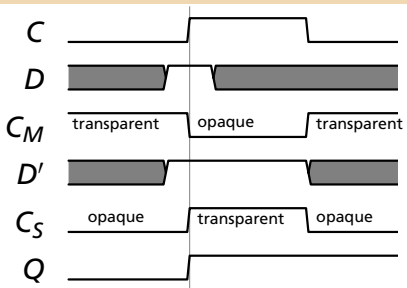 C
D
C_M transparent opaque transparent
D′
C_S opaque transparent opaque
Q